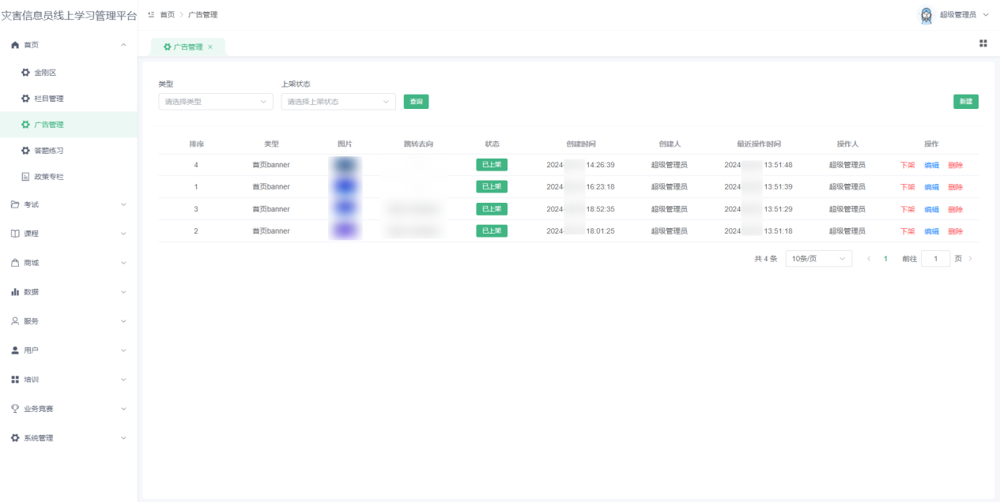 灾害信息员线上学习管理平台
首页 > 广告管理
超级管理员
首页
金刚区
栏目管理
广告管理
答题练习
政策专栏
考试
课程
商城
数据
服务
用户
培训
业务竞赛
系统管理
广告管理 ×
类型 上架状态
请选择类型 请选择上架状态 查询 新建
排序 类型 图片 跳转去向 状态 创建时间 创建人 最近操作时间 操作人 操作
4 首页banner 已上架 2024- 14:26:39 超级管理员 2024 13:51:48 超级管理员 下架 编辑 删除
1 首页banner 已上架 2024- 16:23:18 超级管理员 2024 13:51:39 超级管理员 下架 编辑 删除
3 首页banner 已上架 2024- 18:52:35 超级管理员 2024 13:51:29 超级管理员 下架 编辑 删除
2 首页banner 已上架 2024- 18:01:25 超级管理员 2024 13:51:18 超级管理员 下架 编辑 删除
共 4 条 10条/页 < 1 前往 1 页 >